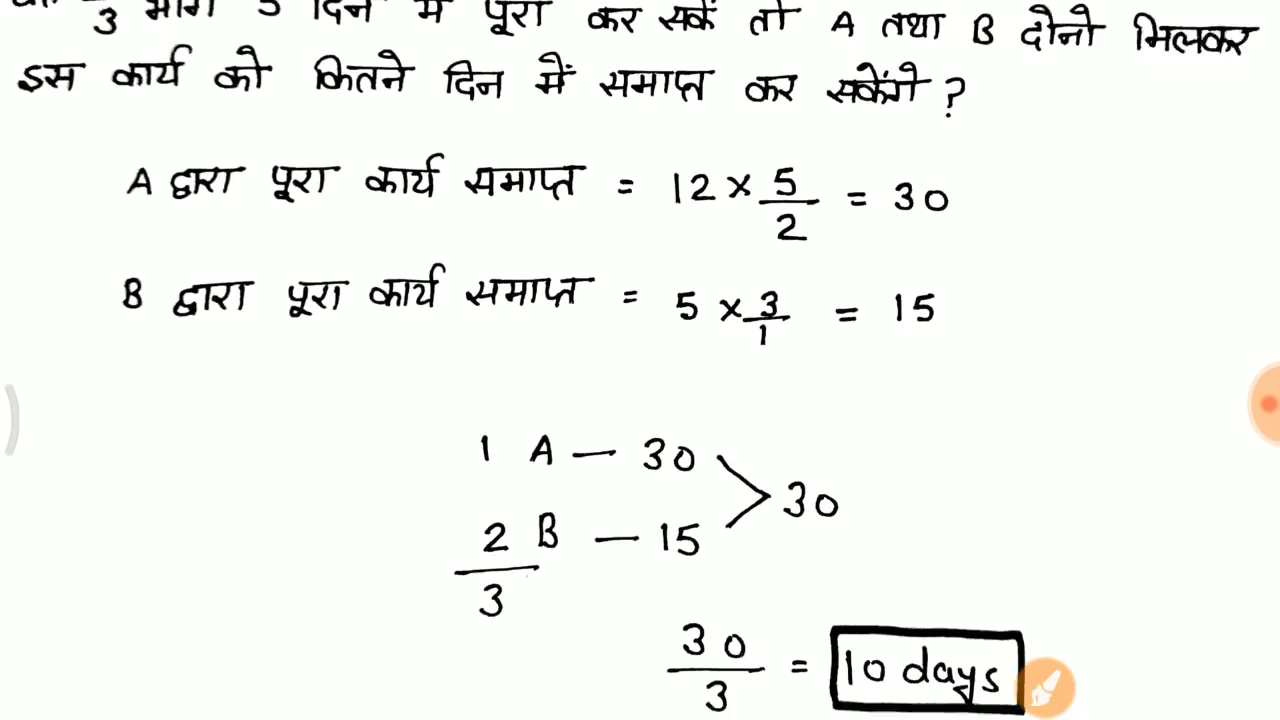 3 भाग 5 दिन में पूरा कर सकें तो A तथा B दोनो मिलकर
इस कार्य को कितने दिन में समाप्त कर सकेंगे ?
A द्वारा पूरा कार्य समाप्त = 12 × 5/2 = 30
B द्वारा पूरा कार्य समाप्त = 5 × 3/1 = 15
1 A — 30
30
2 B — 15
3
30/3 = 10 days